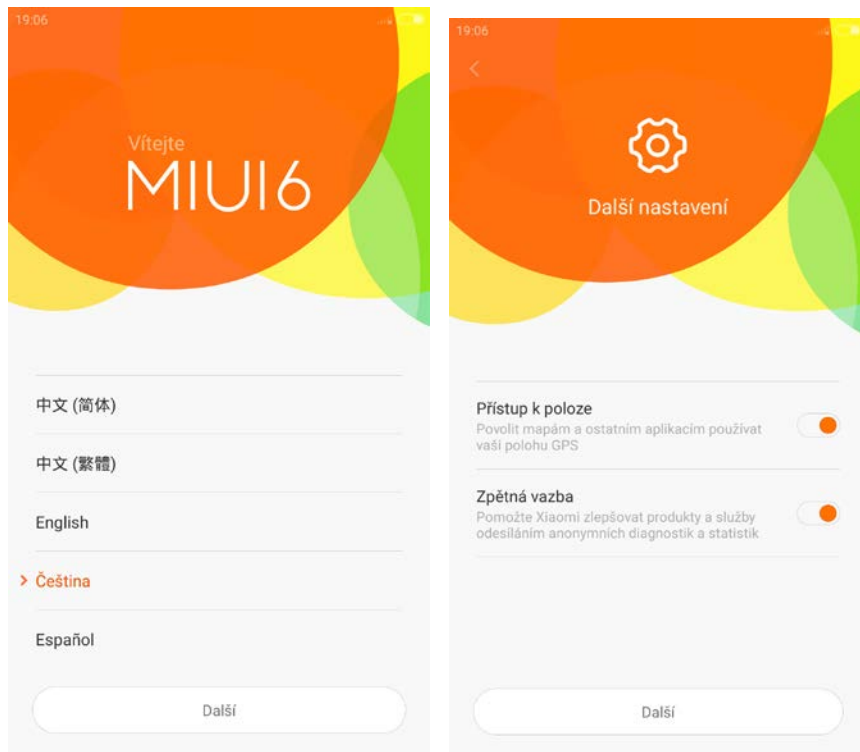 19:06
Vítejte
MIUI6
中文 (简体)
中文 (繁體)
English
Čeština
Español
Další
19:06
Další nastavení
Přístup k poloze
Povolit mapám a ostatním aplikacím používat
vaši polohu GPS
Zpětná vazba
Pomožte Xiaomi zlepšovat produkty a služby
odesíláním anonymních diagnostik a statistik
Další